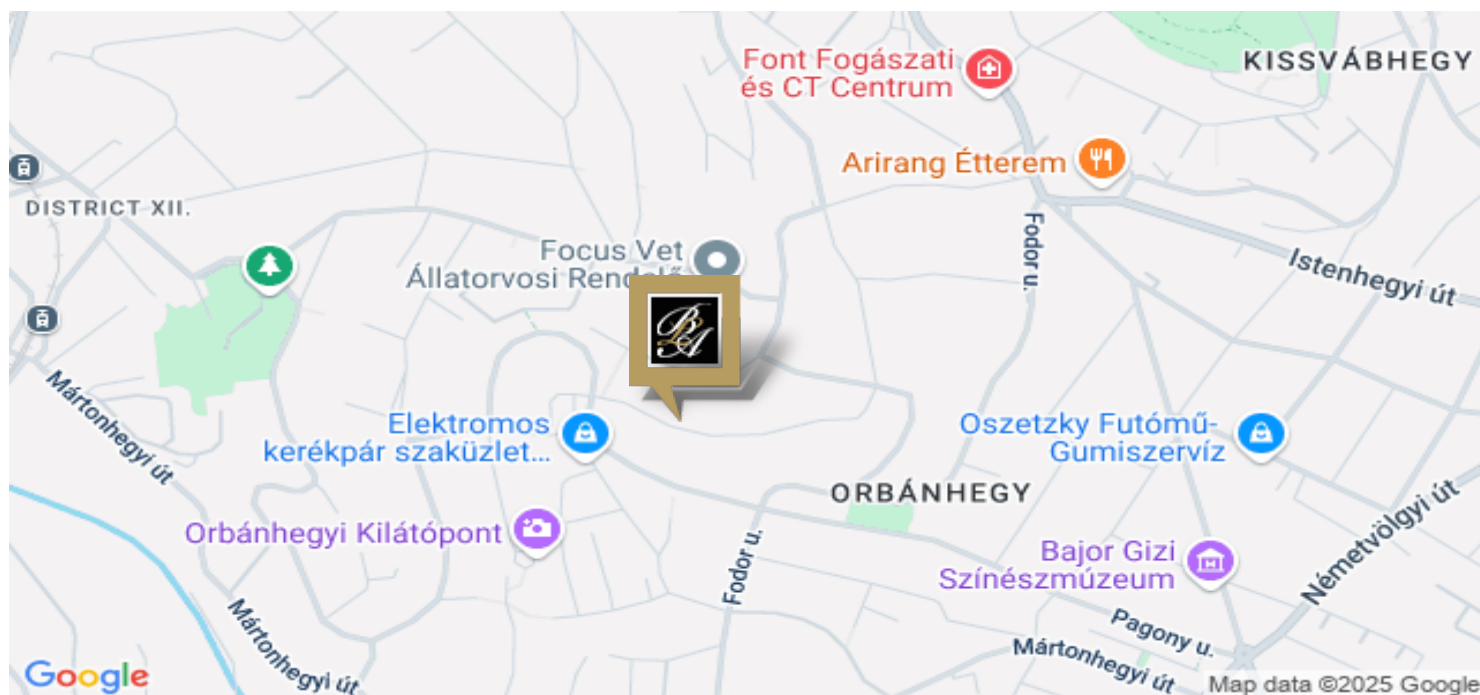 Font Fogászati
és CT Centrum
KISSVÁBHEGY
Arirang Étterem
DISTRICT XII.
Fodor u.
Focus Vet
Állatorvosi Rendelő
Istenhegyi út
BLA
Mártonhegyi út
Elektromos
kerékpár szaküzlet...
Oszetzky Futómű-
Gumiszervíz
ORBÁNHEGY
Orbánhegyi Kilátópont
Fodor u.
Bajor Gizi
Színészmúzeum
Németvölgyi út
Mártonhegyi út
Pagony u.
Mártonhegyi út
Google
Map data ©2025 Google